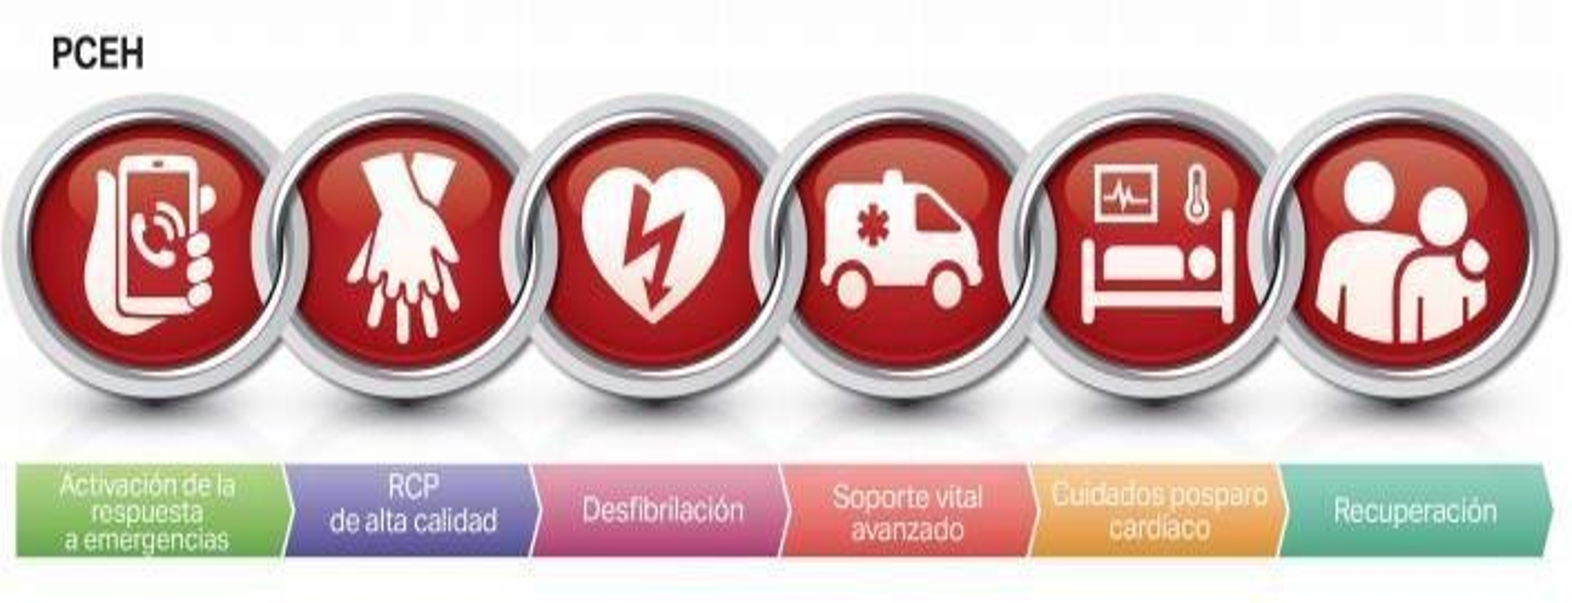 PCEH
Activación de la
respuesta
a emergencias
RCP
de alta calidad
Desfibrilación
Soporte vital
avanzado
Cuidados posparo
cardíaco
Recuperación